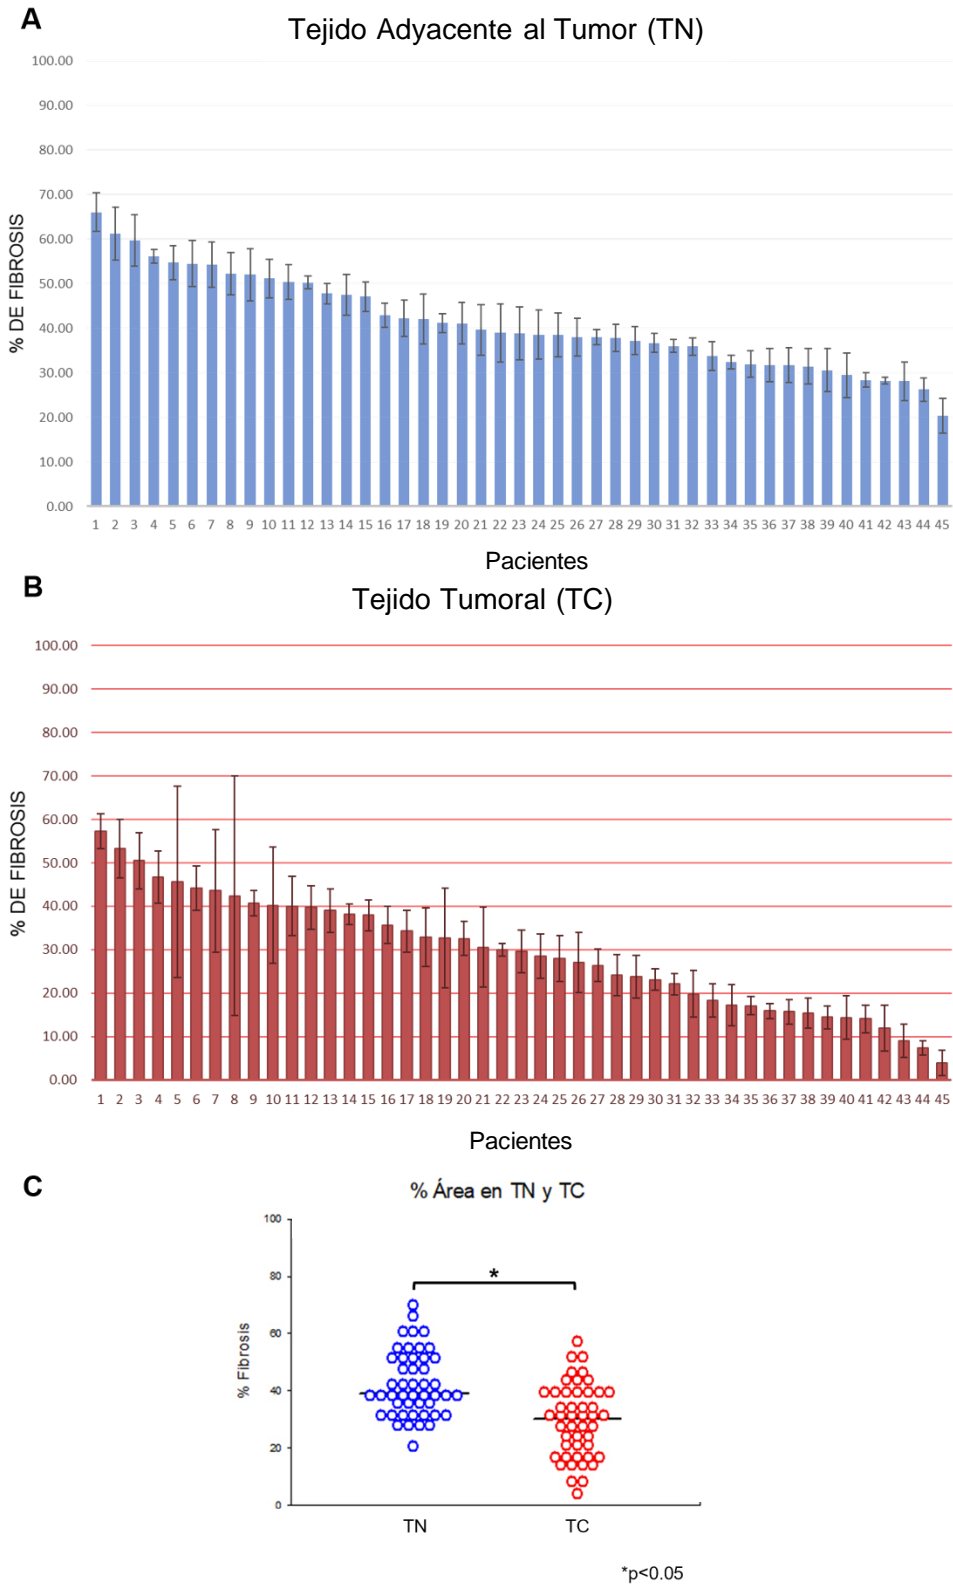 A
Tejido Adyacente al Tumor (TN)
100.00
90.00
80.00
70.00
60.00
50.00
40.00
30.00
20.00
10.00
0.00
% DE FIBROSIS
1 2 3 4 5 6 7 8 9 10 11 12 13 14 15 16 17 18 19 20 21 22 23 24 25 26 27 28 29 30 31 32 33 34 35 36 37 38 39 40 41 42 43 44 45
Pacientes
B
Tejido Tumoral (TC)
100.00
90.00
80.00
70.00
60.00
50.00
40.00
30.00
20.00
10.00
0.00
% DE FIBROSIS
1 2 3 4 5 6 7 8 9 10 11 12 13 14 15 16 17 18 19 20 21 22 23 24 25 26 27 28 29 30 31 32 33 34 35 36 37 38 39 40 41 42 43 44 45
Pacientes
C
% Área en TN y TC
100
80
60
40
20
0
% Fibrosis
*
TN TC
*p<0.05